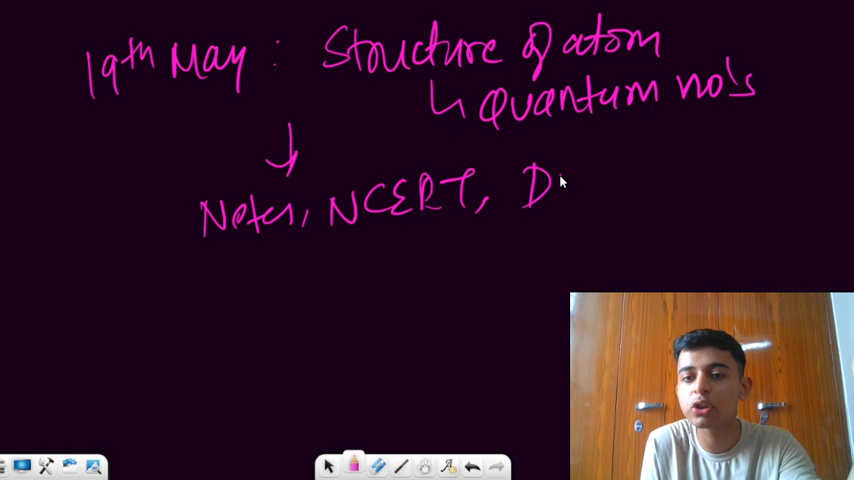 19th May : Structure of atom
↳ Quantum no's
Notes, NCERT, D